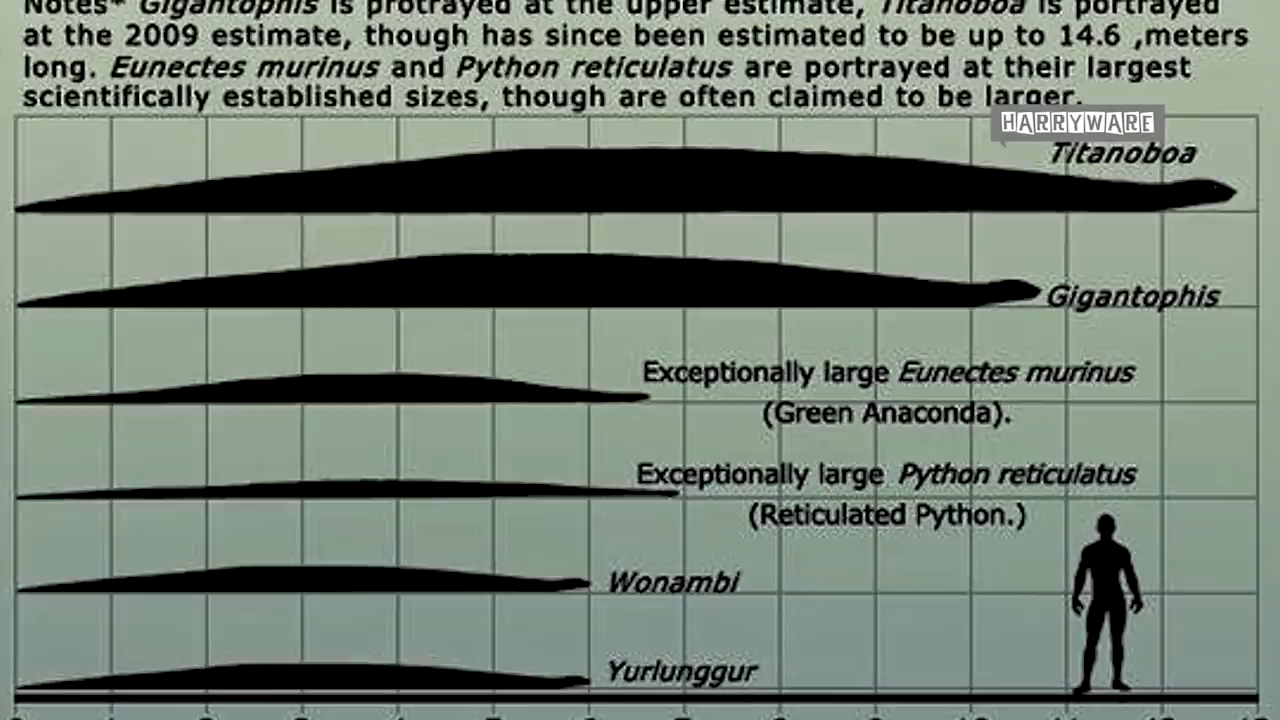 Notes* Gigantophis is protrayed at the upper estimate, Titanoboa is portrayed
at the 2009 estimate, though has since been estimated to be up to 14.6 ,meters
long. Eunectes murinus and Python reticulatus are portrayed at their largest
scientifically established sizes, though are often claimed to be larger.
HARRYWARE
Titanoboa
Gigantophis
Exceptionally large Eunectes murinus
(Green Anaconda).
Exceptionally large Python reticulatus
(Reticulated Python.)
Wonambi
Yurlunggur